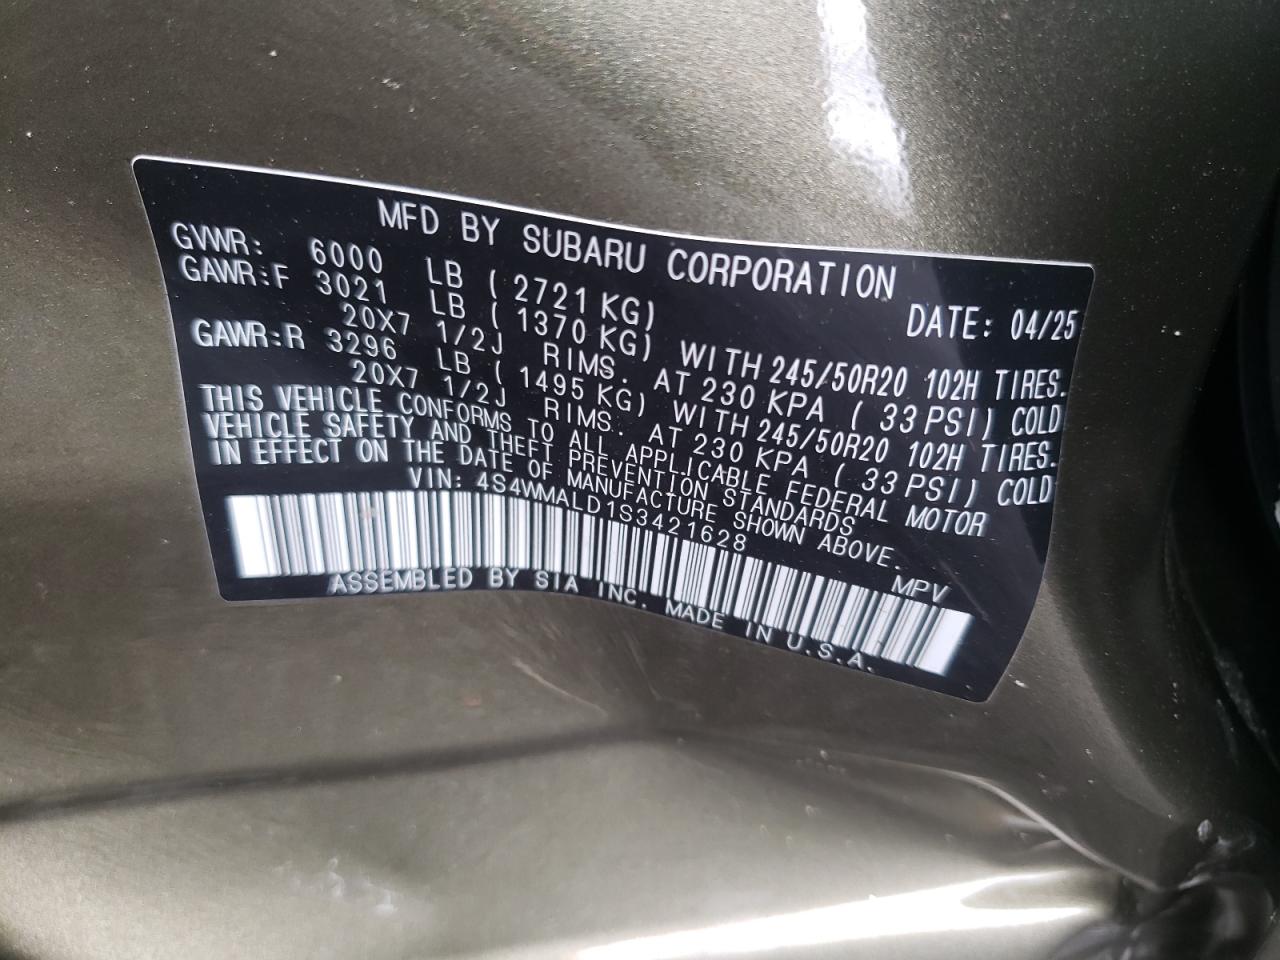 MFD BY SUBARU CORPORATION
GVWR: 6000 LB ( 2721 KG) DATE: 04/25
GAWR:F 3021 LB ( 1370 KG) WITH 245/50R20 102H TIRES.
20X7 1/2J RIMS. AT 230 KPA ( 33 PSI) COLD
GAWR:R 3296 LB ( 1495 KG) WITH 245/50R20 102H TIRES.
20X7 1/2J RIMS. AT 230 KPA ( 33 PSI) COLD
THIS VEHICLE CONFORMS TO ALL APPLICABLE FEDERAL MOTOR
VEHICLE SAFETY AND THEFT PREVENTION STANDARDS
IN EFFECT ON THE DATE OF MANUFACTURE SHOWN ABOVE.
VIN: 4S4WMALD1S3421628 MPV
ASSEMBLED BY SIA INC. MADE IN U.S.A.